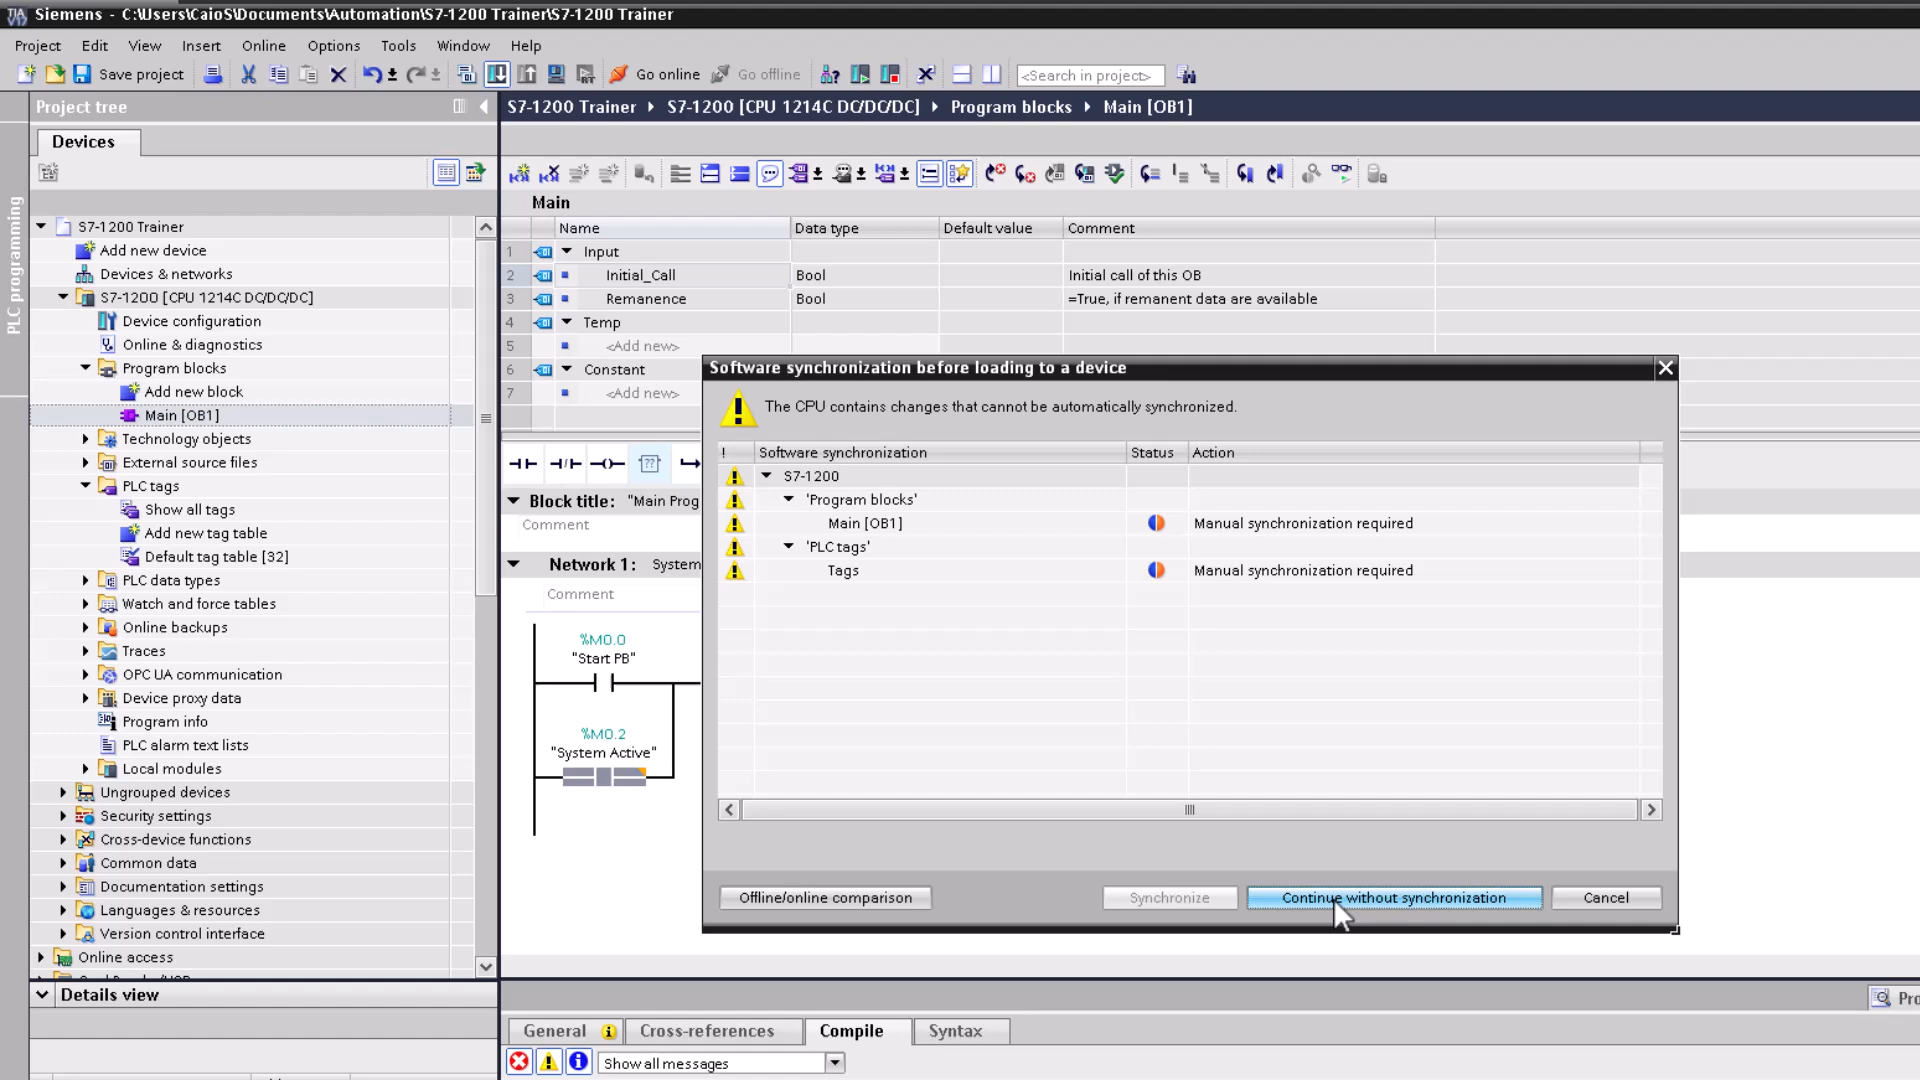 Siemens - C:\Users\CaioS\Documents\Automation\S7-1200 Trainer\S7-1200 Trainer
Project Edit View Insert Online Options Tools Window Help
Save project Go online Go offline <Search in project>
Project tree
S7-1200 Trainer S7-1200 [CPU 1214C DC/DC/DC] Program blocks Main [OB1]
Devices
PLC programming
S7-1200 Trainer
Add new device
Devices & networks
S7-1200 [CPU 1214C DC/DC/DC]
Device configuration
Online & diagnostics
Program blocks
Add new block
Main [OB1]
Technology objects
External source files
PLC tags
Show all tags
Add new tag table
Default tag table [32]
PLC data types
Watch and force tables
Online backups
Traces
OPC UA communication
Device proxy data
Program info
PLC alarm text lists
Local modules
Ungrouped devices
Security settings
Cross-device functions
Common data
Documentation settings
Languages & resources
Version control interface
Online access
Details view
Main
Name Data type Default value Comment
1 Input
2 Initial_Call Bool Initial call of this OB
3 Remanence Bool =True, if remanent data are available
4 Temp
5 <Add new>
6 Constant
7 <Add new>
Block title: "Main Prog
Comment
Network 1: System
Comment
%M0.0
"Start PB"
%M0.2
"System Active"
Software synchronization before loading to a device
The CPU contains changes that cannot be automatically synchronized.
! Software synchronization Status Action
S7-1200
'Program blocks'
Main [OB1] Manual synchronization required
'PLC tags'
Tags Manual synchronization required
Offline/online comparison Synchronize Continue without synchronization Cancel
Pro
General Cross-references Compile Syntax
Show all messages